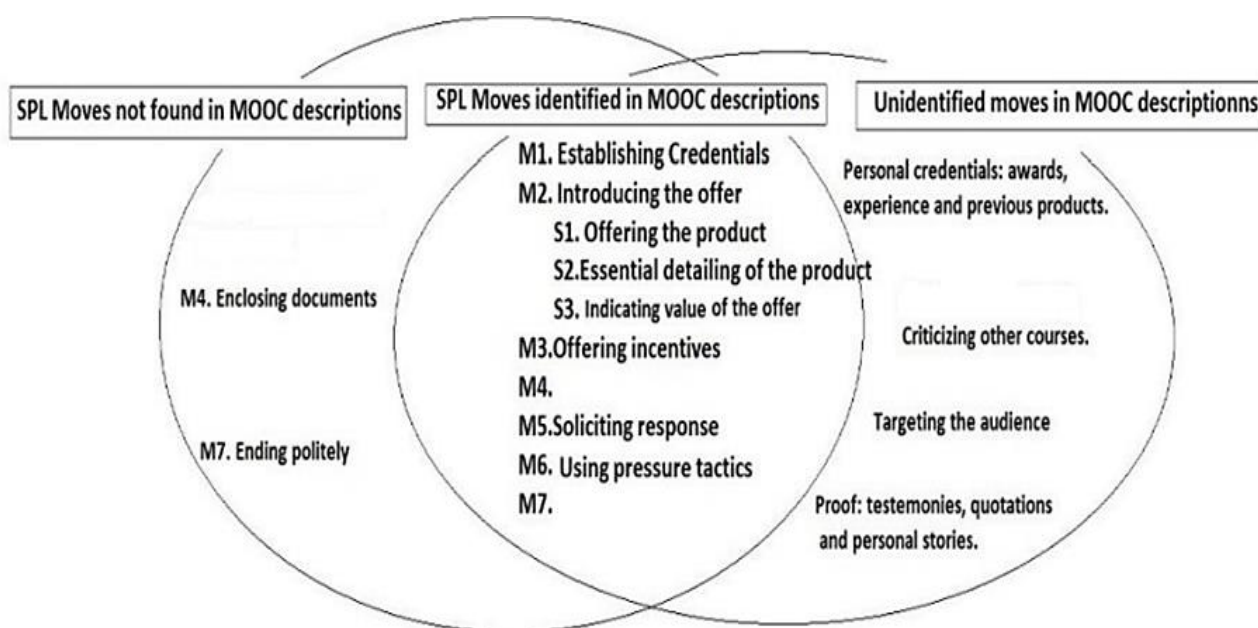 SPL Moves not found in MOOC descriptions
M4. Enclosing documents
M7. Ending politely
SPL Moves identified in MOOC descriptions
M1. Establishing Credentials
M2. Introducing the offer
S1. Offering the product
S2.Essential detailing of the product
S3. Indicating value of the offer
M3.Offering incentives
M4.
M5.Soliciting response
M6. Using pressure tactics
M7.
Unidentified moves in MOOC descriptionns
Personal credentials: awards,
experience and previous products.
Criticizing other courses.
Targeting the audience
Proof: testemonies, quotations
and personal stories.